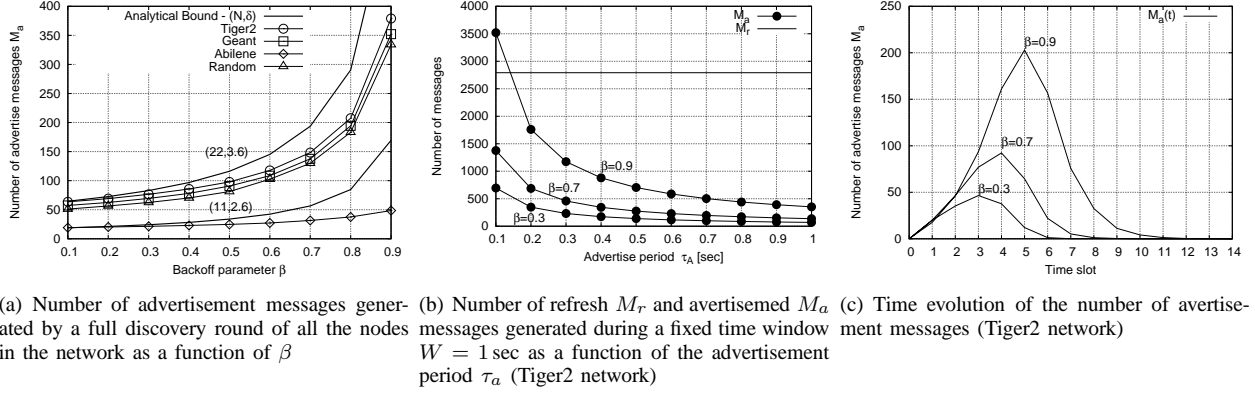 Analytical Bound - (N,δ)
Tiger2
Geant
Abilene
Random
(22,3.6)
(11,2.6)
Number of advertise messages M_a
400
350
300
250
200
150
100
50
0
0.1 0.2 0.3 0.4 0.5 0.6 0.7 0.8 0.9
Backoff parameter β
M_a
M_r
β=0.9
β=0.7
β=0.3
Number of messages
4000
3500
3000
2500
2000
1500
1000
500
0
0.1 0.2 0.3 0.4 0.5 0.6 0.7 0.8 0.9 1
Advertise period τ_A [sec]
M_a(t)
β=0.9
β=0.7
β=0.3
Number of advertise messages M_a
250
200
150
100
50
0
0 1 2 3 4 5 6 7 8 9 10 11 12 13 14
Time slot
(a) Number of advertisement messages gener-
ated by a full discovery round of all the nodes
in the network as a function of β
(b) Number of refresh M_r and avertisemed M_a
messages generated during a fixed time window
W = 1 sec as a function of the advertisement
period τ_a (Tiger2 network)
(c) Time evolution of the number of avertise-
ment messages (Tiger2 network)